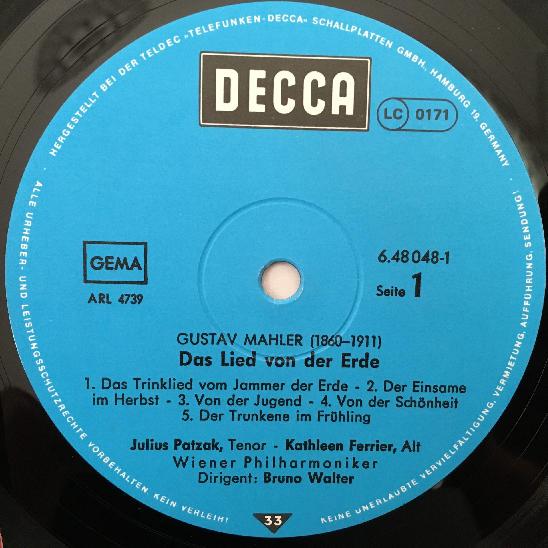 HERGESTELLT BEI DER TELDEC »TELEFUNKEN-DECCA« SCHALLPLATTEN GMBH, HAMBURG 19, GERMANY ·
DECCA
LC 0171
GEMA
ARL 4739
6.48048-1
Seite 1
GUSTAV MAHLER (1860–1911)
Das Lied von der Erde
1. Das Trinklied vom Jammer der Erde - 2. Der Einsame
im Herbst - 3. Von der Jugend - 4. Von der Schönheit
5. Der Trunkene im Frühling
Julius Patzak, Tenor - Kathleen Ferrier, Alt
Wiener Philharmoniker
Dirigent: Bruno Walter
33
ALLE URHEBER- UND LEISTUNGSSCHUTZRECHTE VORBEHALTEN KEIN VERLEIH!
KEINE UNERLAUBTE VERVIELFÄLTIGUNG, VERMIETUNG, AUFFÜHRUNG, SENDUNG!